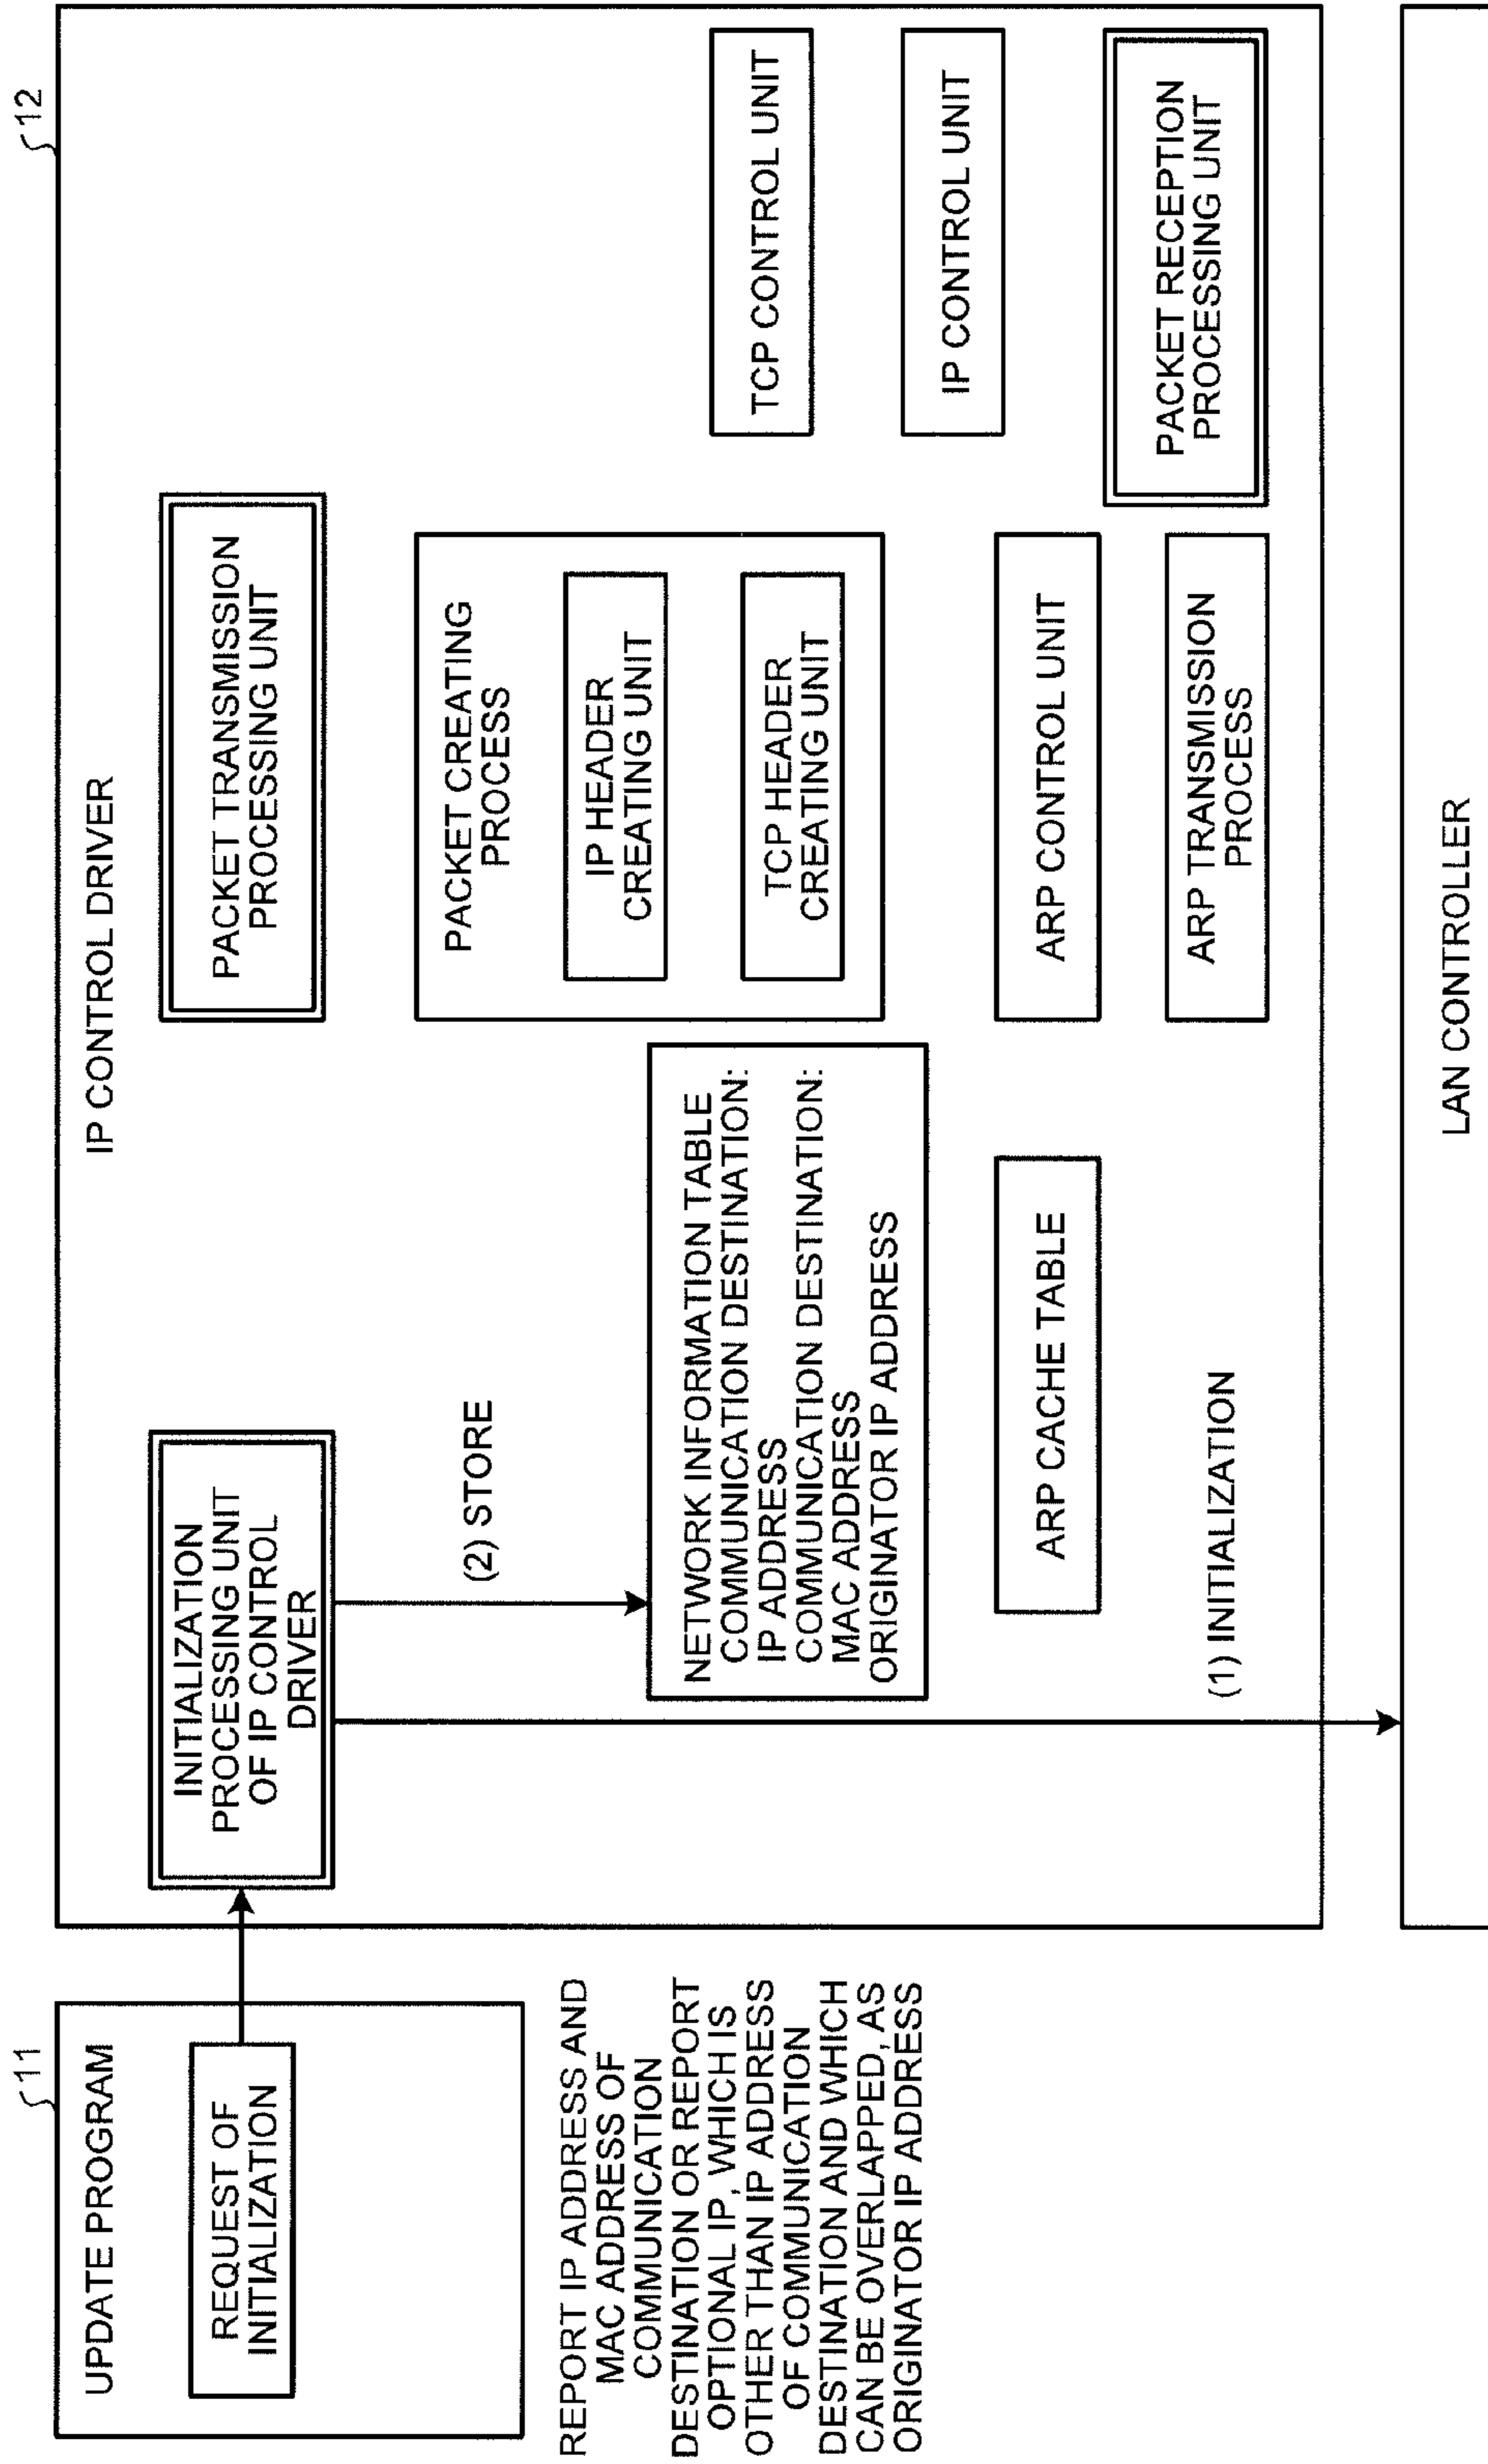 11
UPDATE PROGRAM
REQUEST OF
INITIALIZATION
REPORT IP ADDRESS AND
MAC ADDRESS OF
COMMUNICATION
DESTINATION OR REPORT
OPTIONAL IP, WHICH IS
OTHER THAN IP ADDRESS
OF COMMUNICATION
DESTINATION AND WHICH
CAN BE OVERLAPPED, AS
ORIGINATOR IP ADDRESS
12
IP CONTROL DRIVER
INITIALIZATION
PROCESSING UNIT
OF IP CONTROL
DRIVER
(2) STORE
NETWORK INFORMATION TABLE
COMMUNICATION DESTINATION:
IP ADDRESS
COMMUNICATION DESTINATION:
MAC ADDRESS
ORIGINATOR IP ADDRESS
ARP CACHE TABLE
(1) INITIALIZATION
PACKET TRANSMISSION
PROCESSING UNIT
PACKET CREATING
PROCESS
IP HEADER
CREATING UNIT
TCP HEADER
CREATING UNIT
ARP CONTROL UNIT
ARP TRANSMISSION
PROCESS
TCP CONTROL UNIT
IP CONTROL UNIT
PACKET RECEPTION
PROCESSING UNIT
LAN CONTROLLER